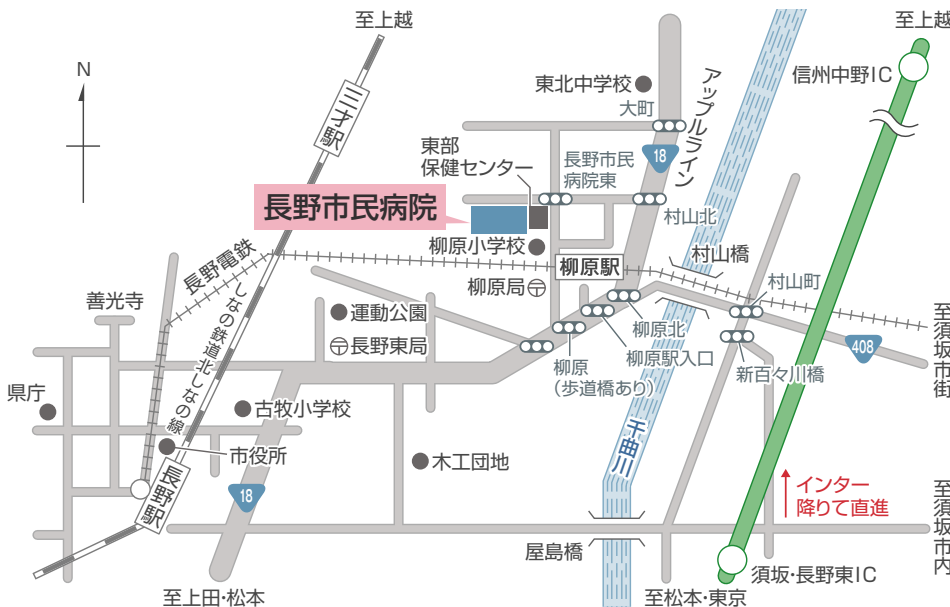 至上越
至上越
N
三才駅
東北中学校
大町
アップルライン
信州中野IC
18
東部
保健センター
長野市民
病院東
長野市民病院
村山北
柳原小学校
村山橋
長野電鉄
柳原駅
善光寺
柳原局
村山町
しなの鉄道北しなの線
運動公園
長野東局
柳原北
至須坂市街
柳原
(歩道橋あり)
柳原駅入口
新百々川橋
408
県庁
古牧小学校
千曲川
市役所
木工団地
長野駅
18
インター
降りて直進
至須坂市内
屋島橋
須坂・長野東IC
至上田・松本
至松本・東京